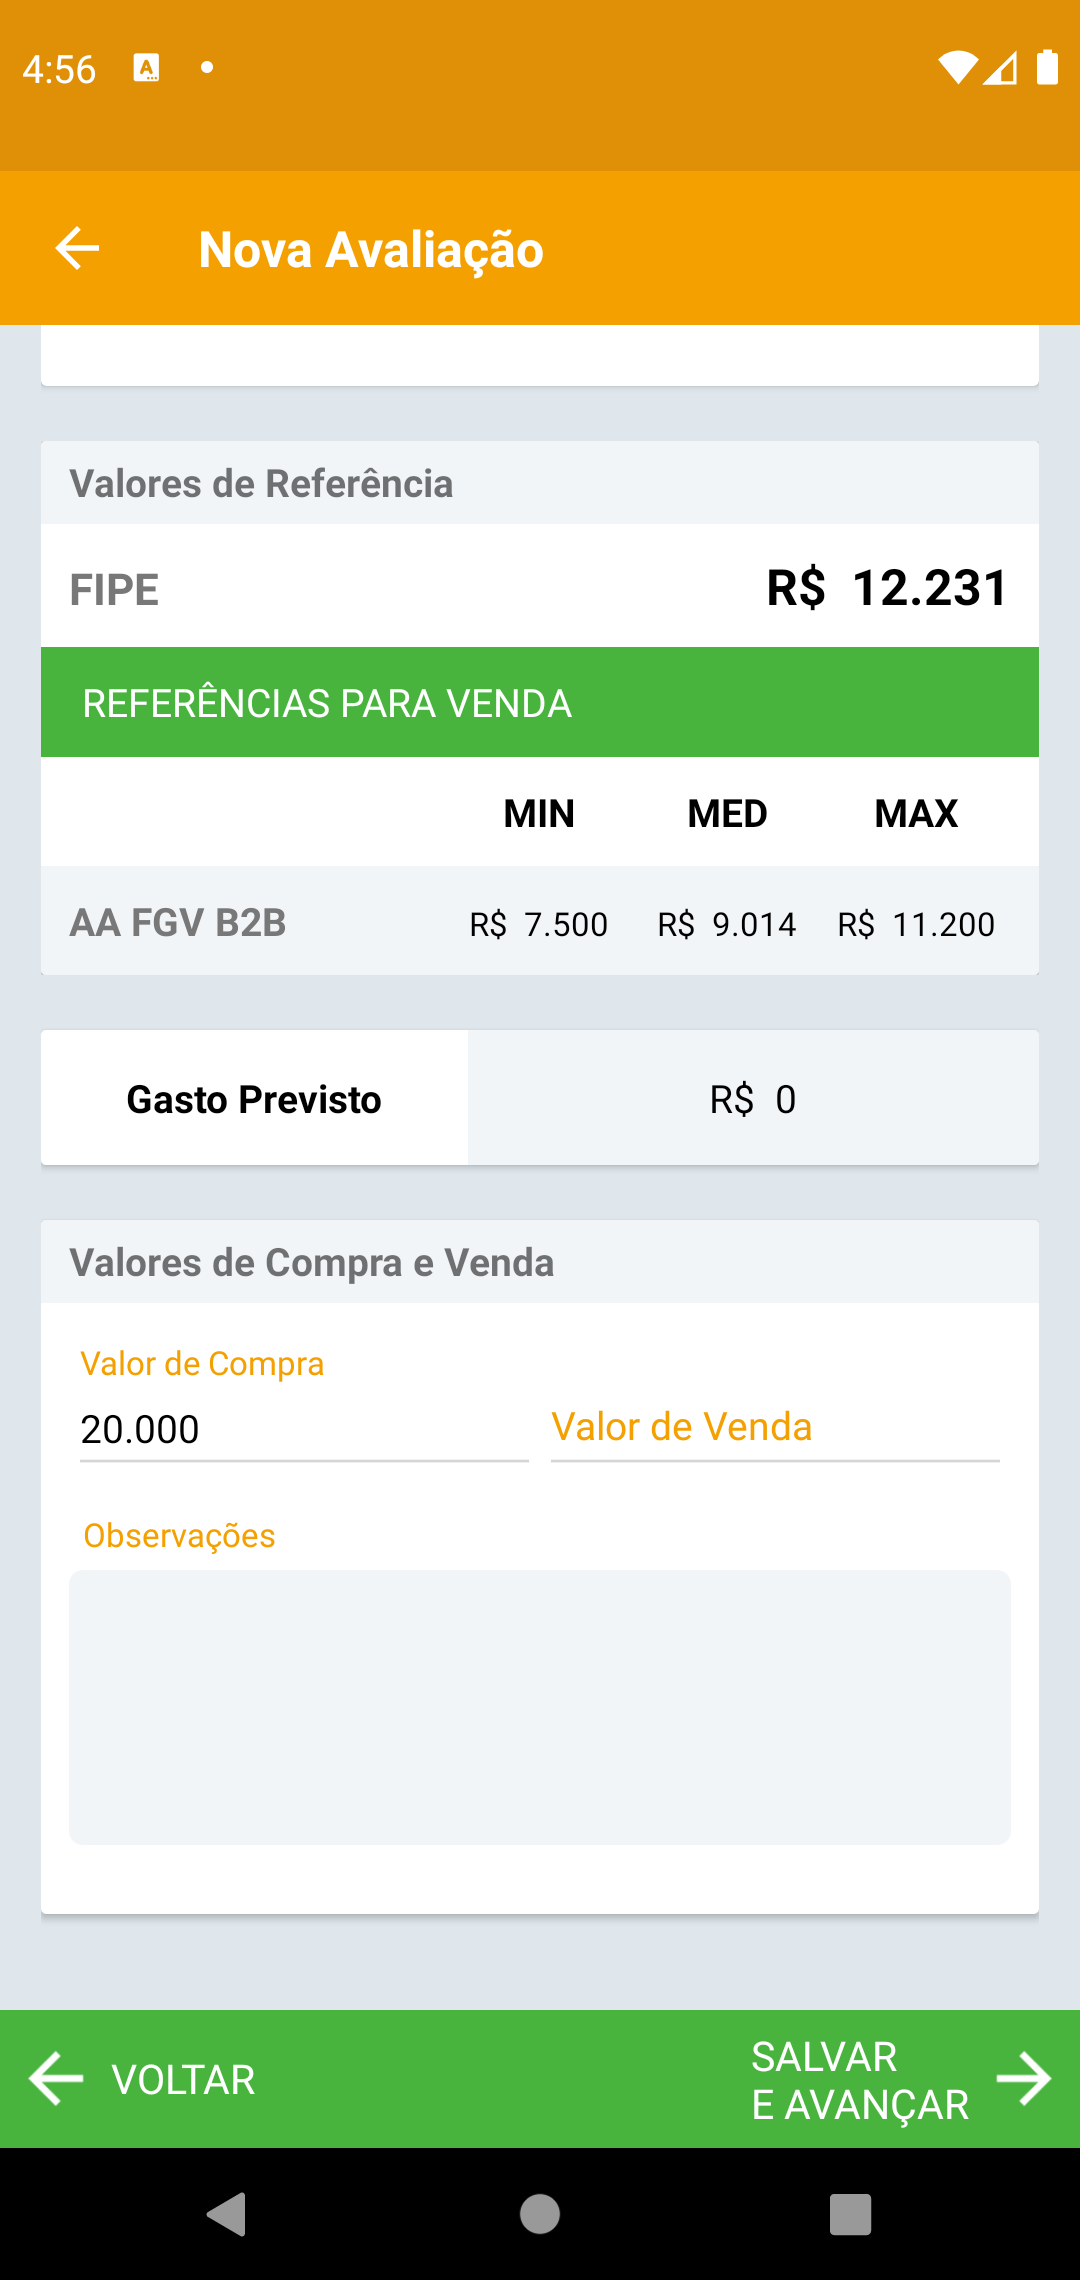 4:56
Nova Avaliação
Valores de Referência
FIPE R$ 12.231
REFERÊNCIAS PARA VENDA
MIN MED MAX
AA FGV B2B R$ 7.500 R$ 9.014 R$ 11.200
Gasto Previsto R$ 0
Valores de Compra e Venda
Valor de Compra
20.000 Valor de Venda
Observações
VOLTAR
SALVAR
E AVANÇAR